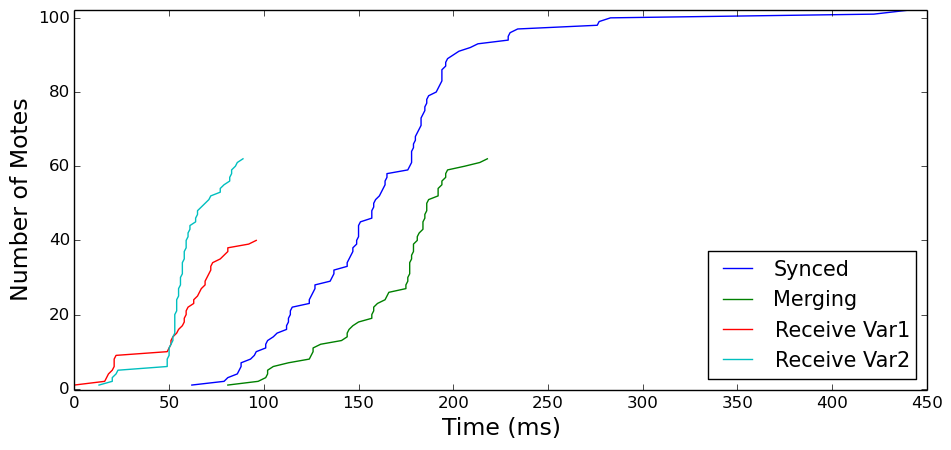 100
80
60
40
20
0
Number of Motes
0 50 100 150 200 250 300 350 400 450
Time (ms)
Synced
Merging
Receive Var1
Receive Var2